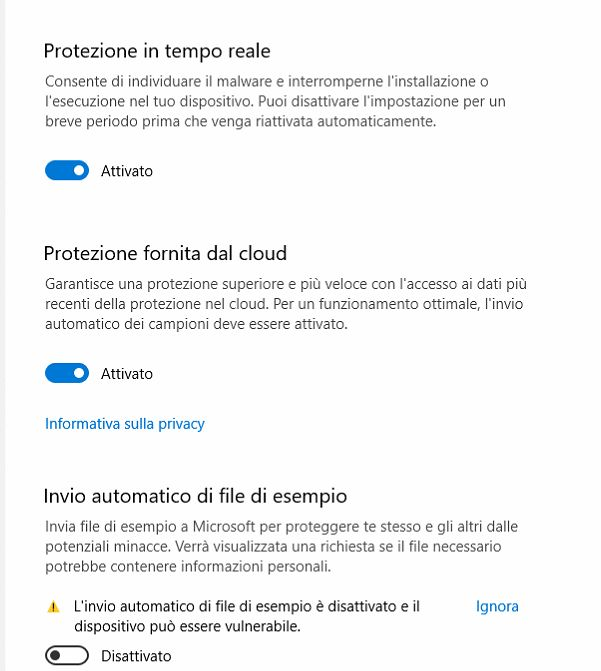 Protezione in tempo reale
Consente di individuare il malware e interromperne l'installazione o
l'esecuzione nel tuo dispositivo. Puoi disattivare l'impostazione per un
breve periodo prima che venga riattivata automaticamente.
Attivato
Protezione fornita dal cloud
Garantisce una protezione superiore e più veloce con l'accesso ai dati più
recenti della protezione nel cloud. Per un funzionamento ottimale, l'invio
automatico dei campioni deve essere attivato.
Attivato
Informativa sulla privacy
Invio automatico di file di esempio
Invia file di esempio a Microsoft per proteggere te stesso e gli altri dalle
potenziali minacce. Verrà visualizzata una richiesta se il file necessario
potrebbe contenere informazioni personali.
L'invio automatico di file di esempio è disattivato e il Ignora
dispositivo può essere vulnerabile.
Disattivato